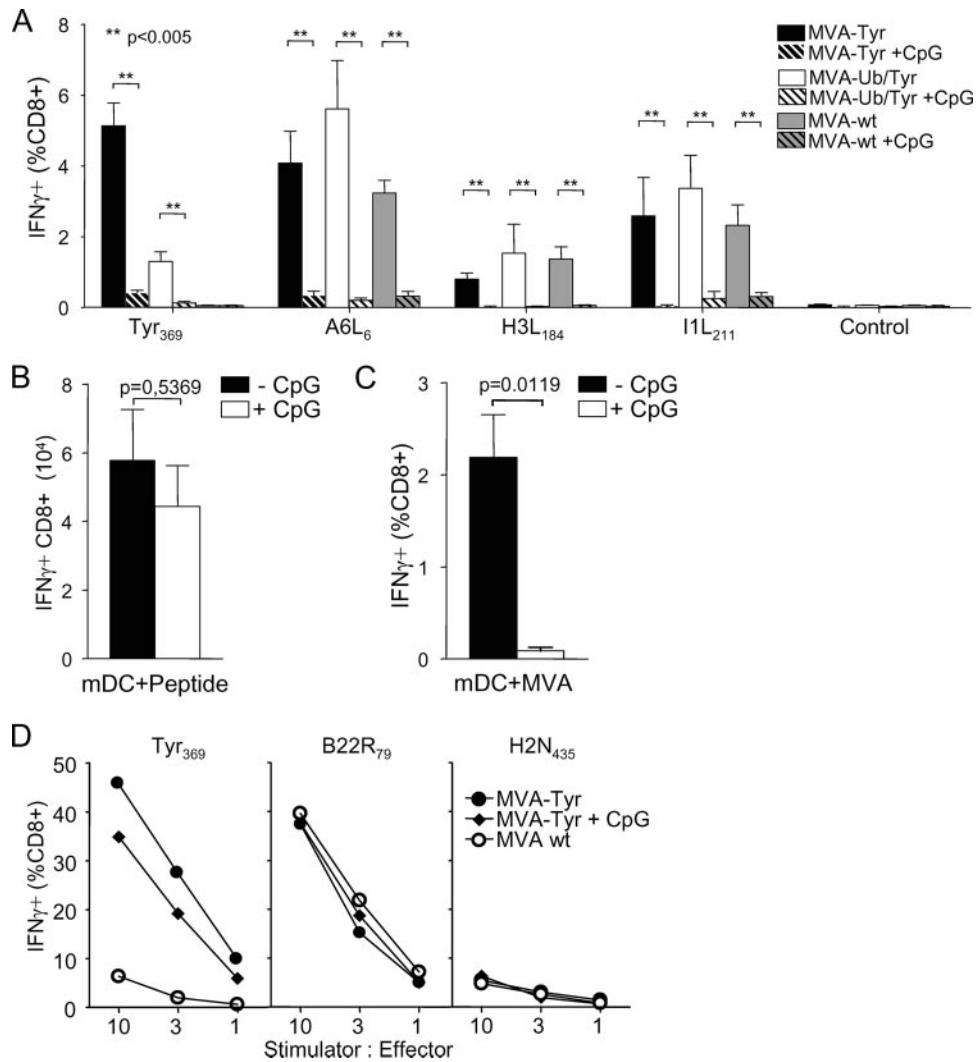 A
** p<0.005
** ** ** ** ** ** ** ** ** ** **
MVA-Tyr
MVA-Tyr +CpG
MVA-Ub/Tyr
MVA-Ub/Tyr +CpG
MVA-wt
MVA-wt +CpG
IFNγ+ (%CD8+)
8
6
4
2
0
Tyr369 A6L6 H3L184 I1L211 Control
B
- CpG
+ CpG
p=0,5369
IFNγ+ CD8+ (10⁴)
8
6
4
2
0
mDC+Peptide
C
- CpG
+ CpG
p=0.0119
IFNγ+ (%CD8+)
3
2
1
0
mDC+MVA
D
Tyr369 B22R79 H2N435
MVA-Tyr
MVA-Tyr + CpG
MVA wt
IFNγ+ (%CD8+)
50
40
30
20
10
0
10 3 1 10 3 1 10 3 1
Stimulator : Effector